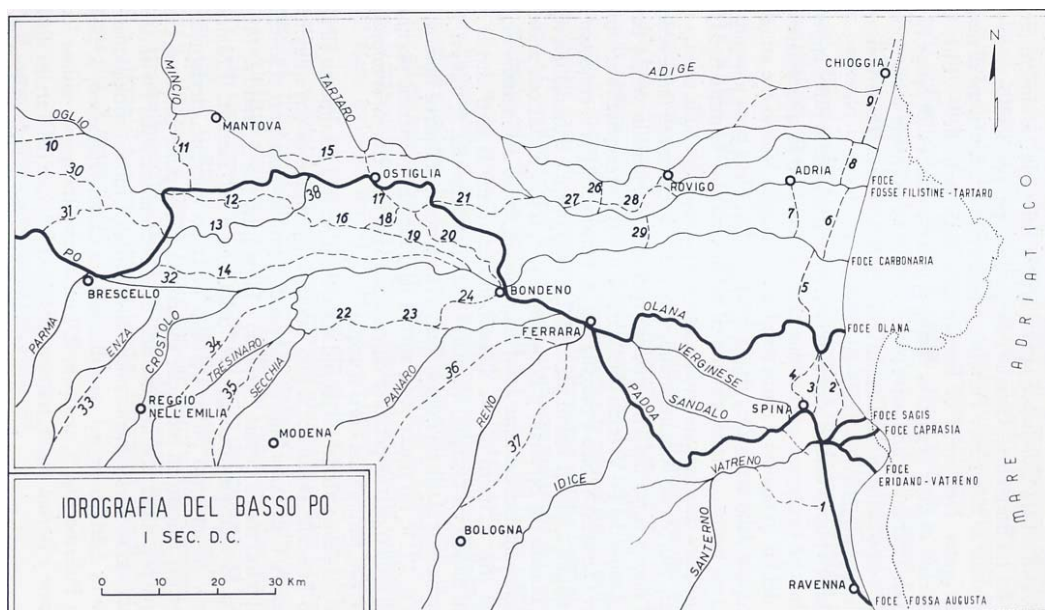 N
CHIOGGIA
ADIGE
TARTARO
MINCIO
9
OGLIO
MANTOVA
10
11
15
OSTIGLIA
8
30
26
ROVIGO
ADRIA
FOCE
FOSSE FILISTINE-TARTARO
38
17
21
27
28
12
16
18
7
6
31
13
19
20
29
PO
14
FOCE CARBONARIA
32
BRESCELLO
BONDENO
24
5
OLANA
FOCE OLANA
22
23
FERRARA
PARMA
ENZA
CROSTOLO
34
TRESINARO
35
SECCHIA
PANARO
36
RENO
PADOA
VERGINESE
SANDALO
4
3
2
SPINA
FOCE SAGIS
FOCE CAPRASIA
33
REGGIO
NELL' EMILIA
MODENA
37
IDICE
VATRENO
FOCE
ERIDANO-VATRENO
1
BOLOGNA
SANTERNO
RAVENNA
FOCE FOSSA AUGUSTA
MARE ADRIATICO
IDROGRAFIA DEL BASSO PO
I SEC. D.C.
0 10 20 30 Km